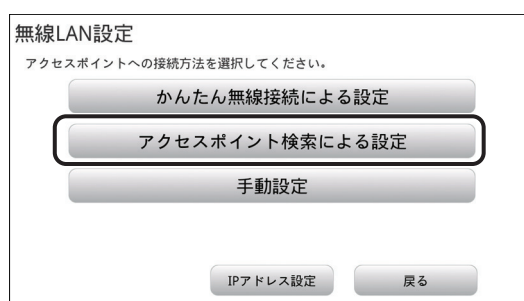 無線LAN設定
アクセスポイントへの接続方法を選択してください。
かんたん無線接続による設定
アクセスポイント検索による設定
手動設定
IPアドレス設定
戻る